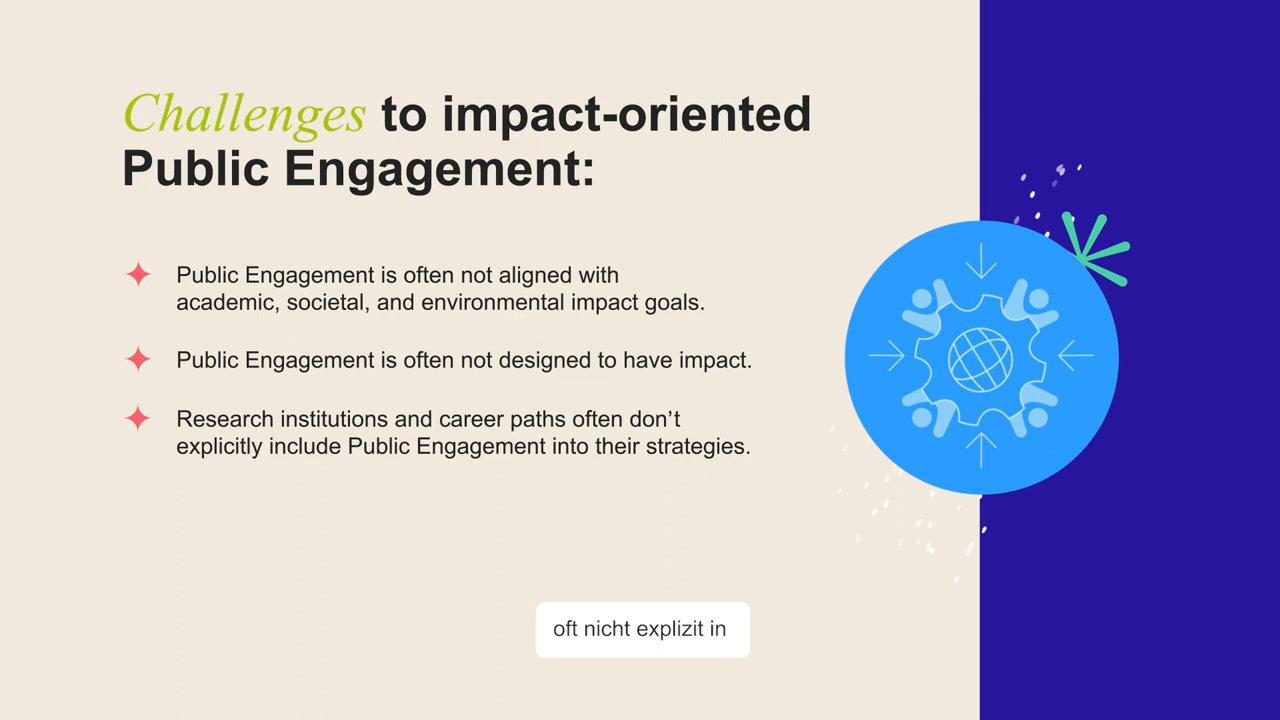 Challenges to impact-oriented
Public Engagement:
Public Engagement is often not aligned with
academic, societal, and environmental impact goals.
Public Engagement is often not designed to have impact.
Research institutions and career paths often don’t
explicitly include Public Engagement into their strategies.
oft nicht explizit in